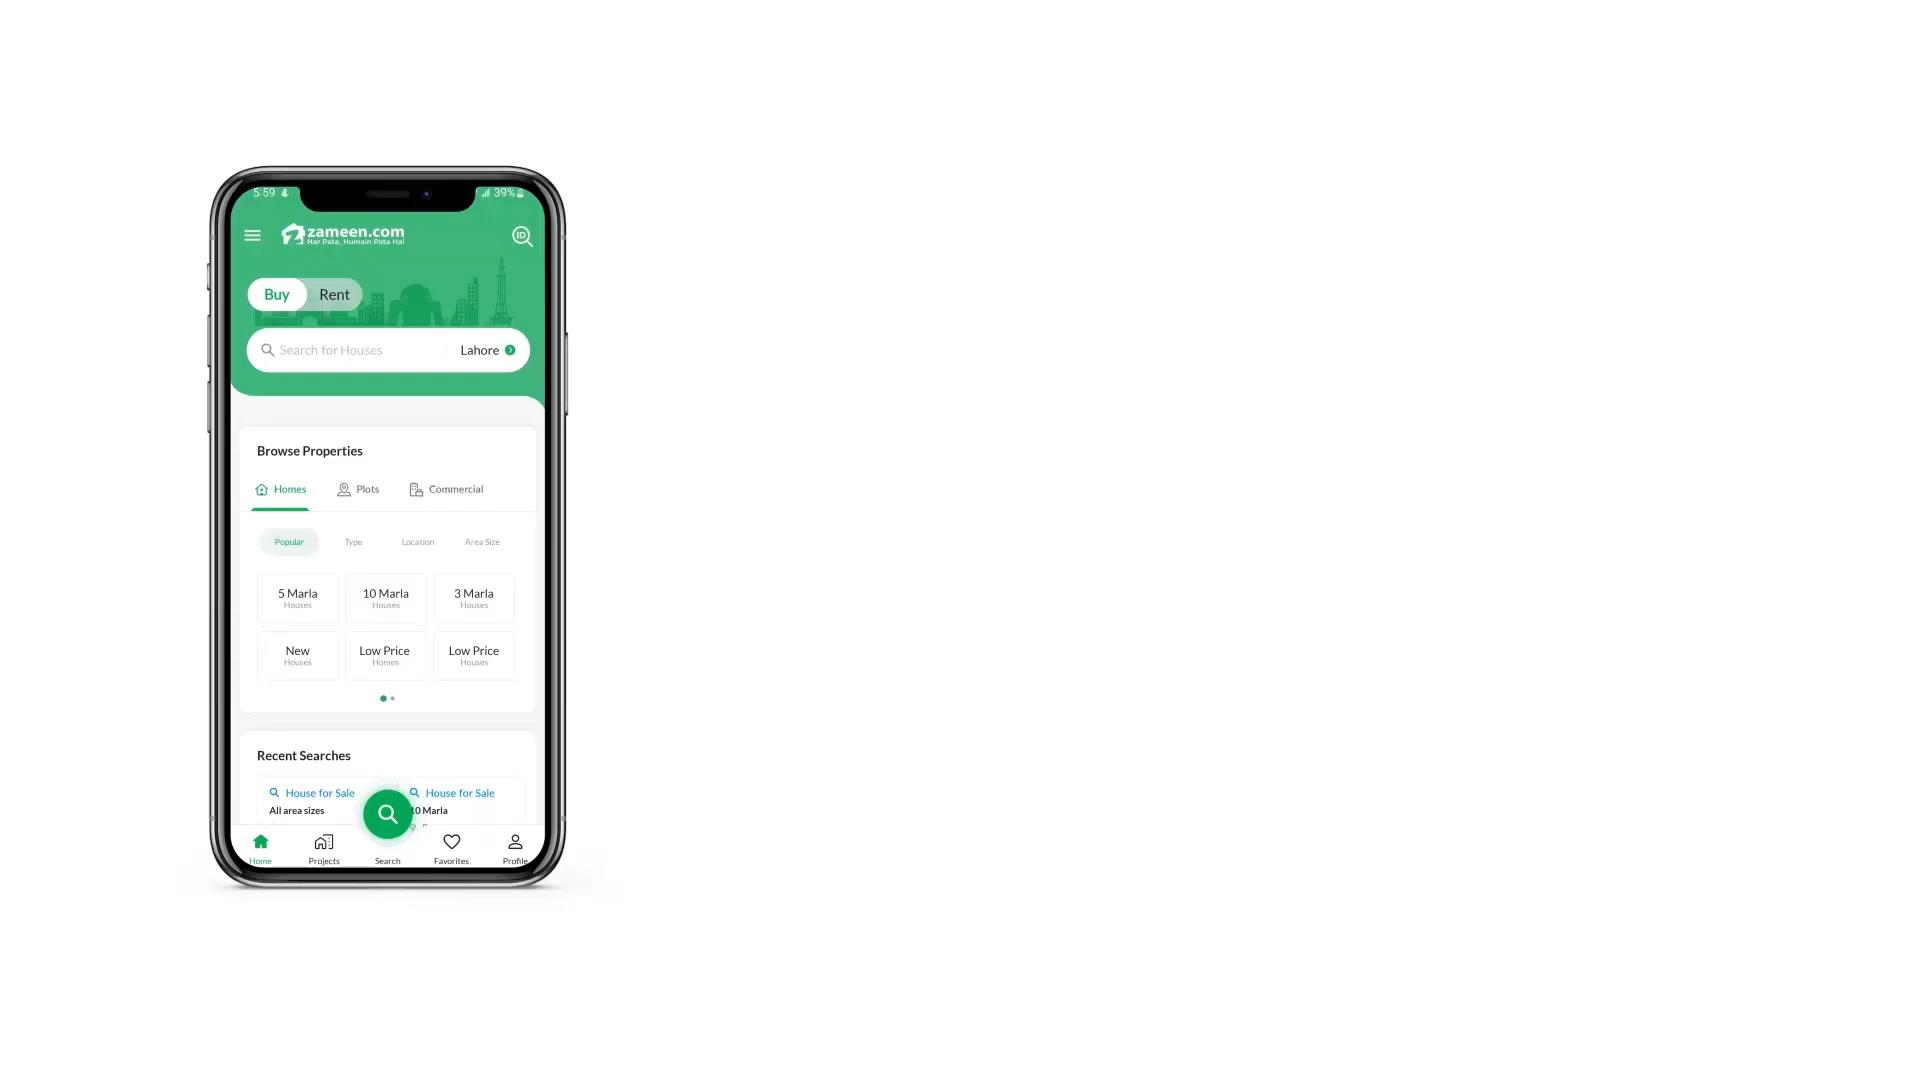 5:59
39%
zameen.com
Har Pata, Humain Pata Hai
ID
Buy Rent
Search for Houses Lahore
Browse Properties
Homes Plots Commercial
Popular Type Location Area Size
5 Marla 10 Marla 3 Marla
Houses Houses Houses
New Low Price Low Price
Houses Homes Houses
Recent Searches
House for Sale House for Sale
All area sizes 10 Marla
Home Projects Search Favorites Profile